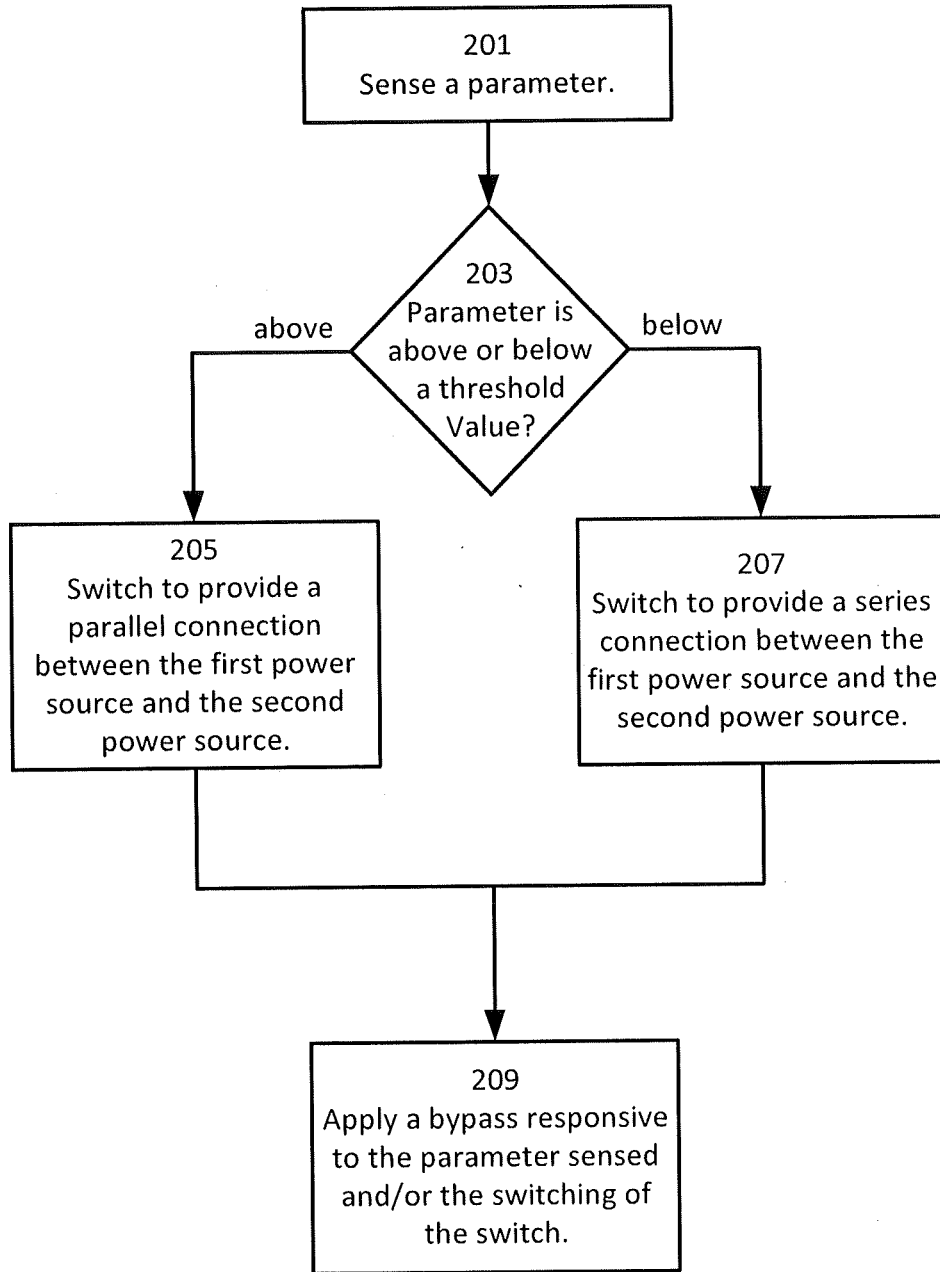 201
Sense a parameter.
203
Parameter is
above or below
a threshold
Value?
above
below
205
Switch to provide a
parallel connection
between the first power
source and the second
power source.
207
Switch to provide a series
connection between the
first power source and the
second power source.
209
Apply a bypass responsive
to the parameter sensed
and/or the switching of
the switch.